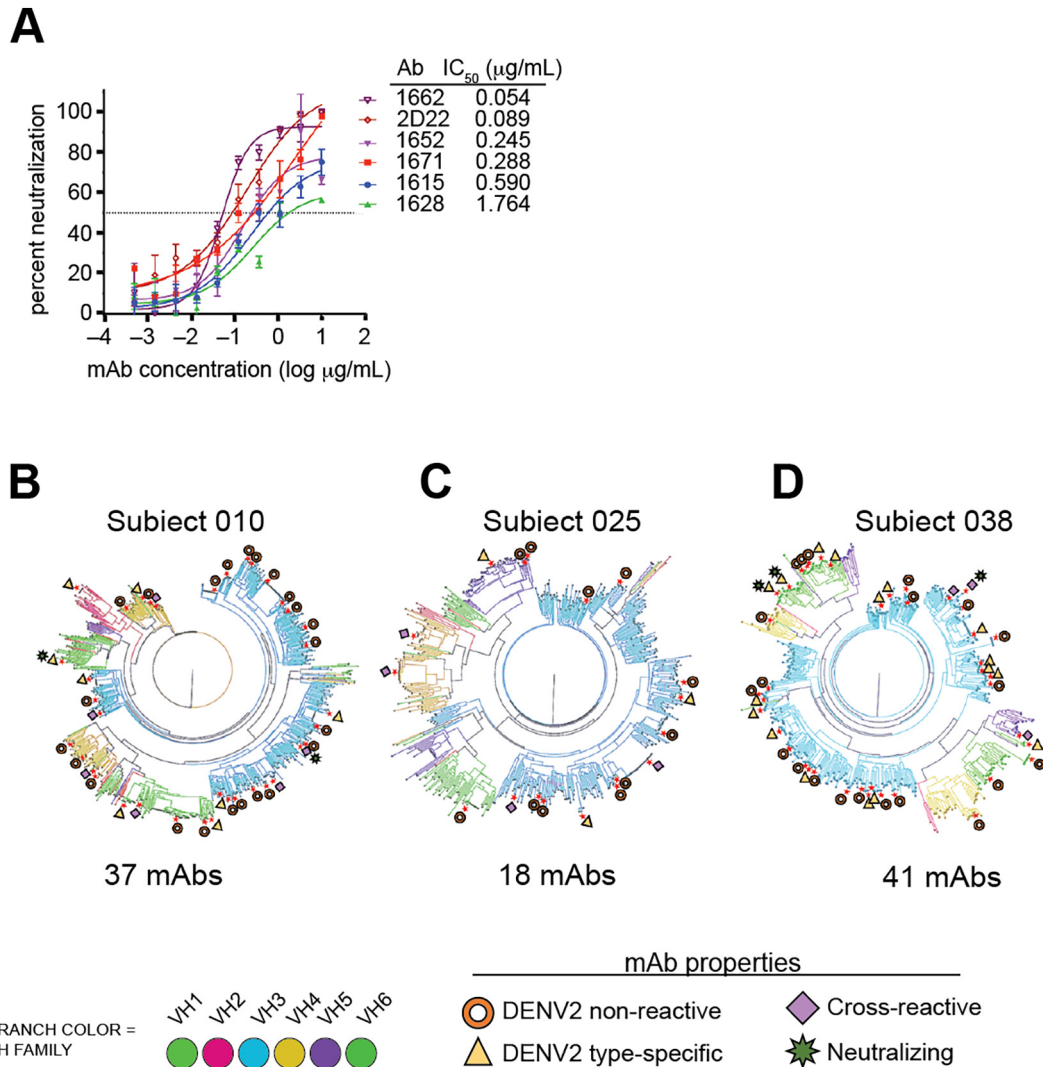 A
Ab IC50 (μg/mL)
1662 0.054
2D22 0.089
1652 0.245
1671 0.288
1615 0.590
1628 1.764
percent neutralization
100
80
60
40
20
0
–4 –3 –2 –1 0 1 2
mAb concentration (log μg/mL)
B C D
Subiect 010 Subiect 025 Subiect 038
37 mAbs 18 mAbs 41 mAbs
mAb properties
VH1 VH2 VH3 VH4 VH5 VH6
RANCH COLOR =
H FAMILY
DENV2 non-reactive Cross-reactive
DENV2 type-specific Neutralizing